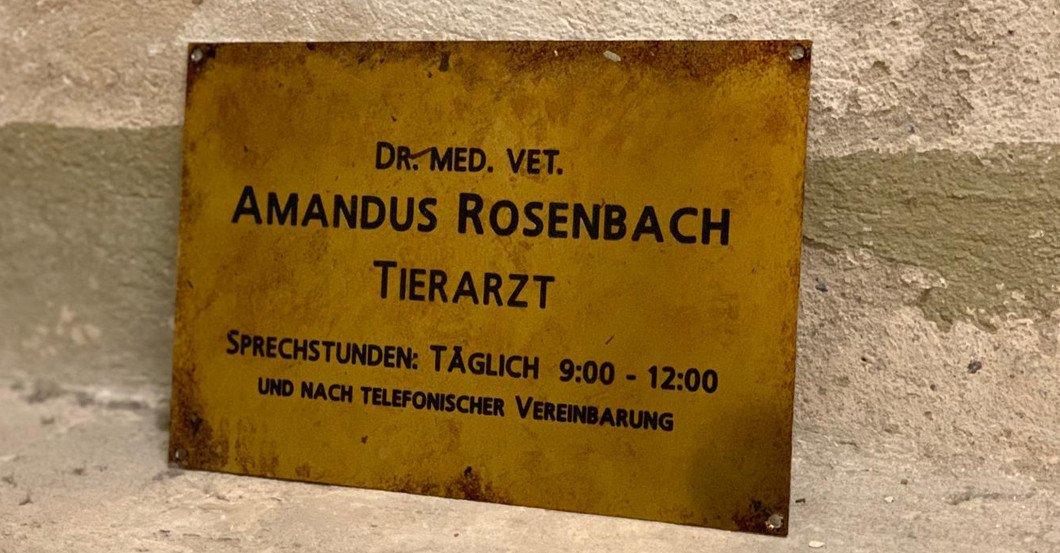 DR. MED. VET.
AMANDUS ROSENBACH
TIERARZT
SPRECHSTUNDEN: TÄGLICH 9:00 - 12:00
UND NACH TELEFONISCHER VEREINBARUNG